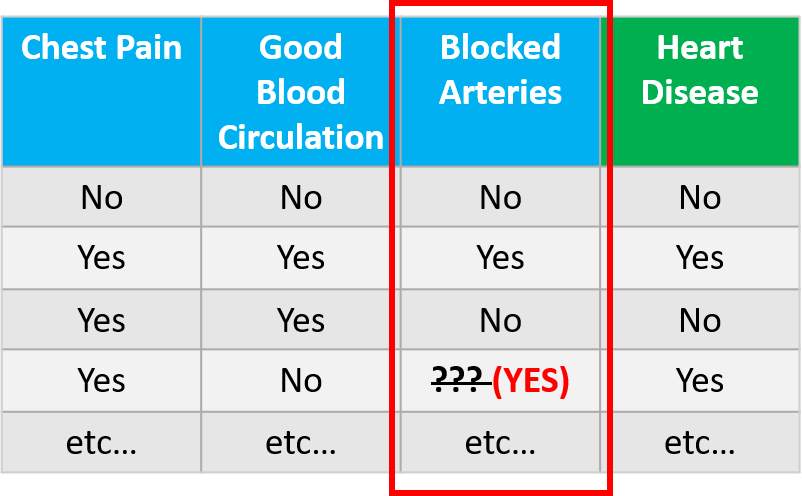 Chest Pain Good Blood Circulation Blocked Arteries Heart Disease
No No No No
Yes Yes Yes Yes
Yes Yes No No
Yes No ??? (YES) Yes
etc... etc... etc... etc...